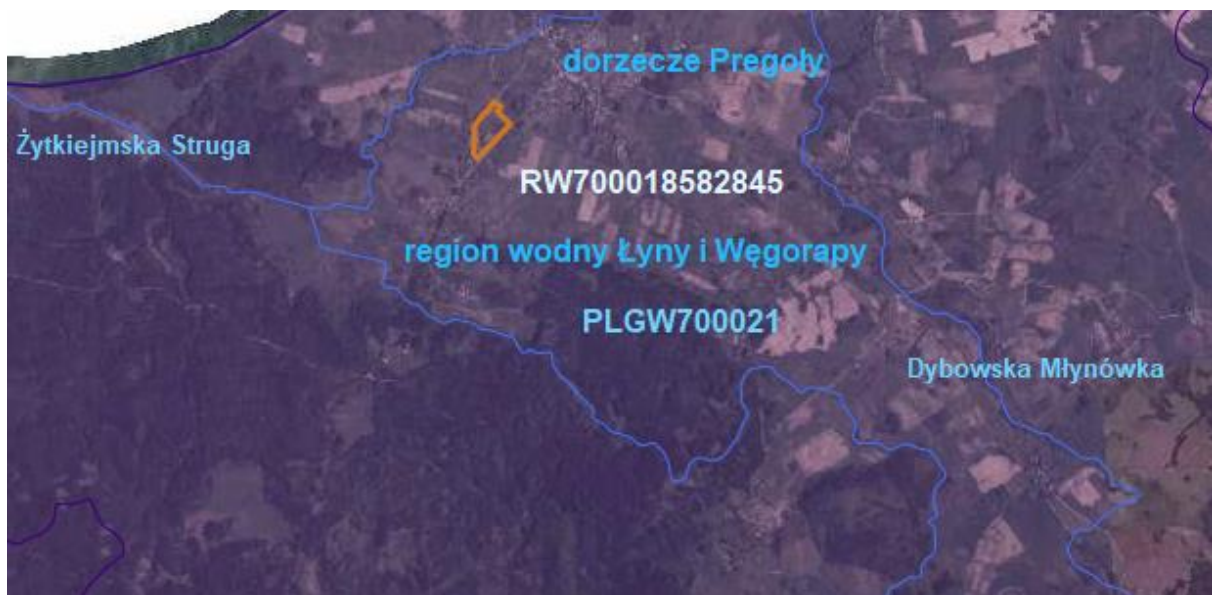 dorzecze Pregoły
Żytkiejmska Struga
RW700018582845
region wodny Łyny i Węgorapy
PLGW700021
Dybowska Młynówka